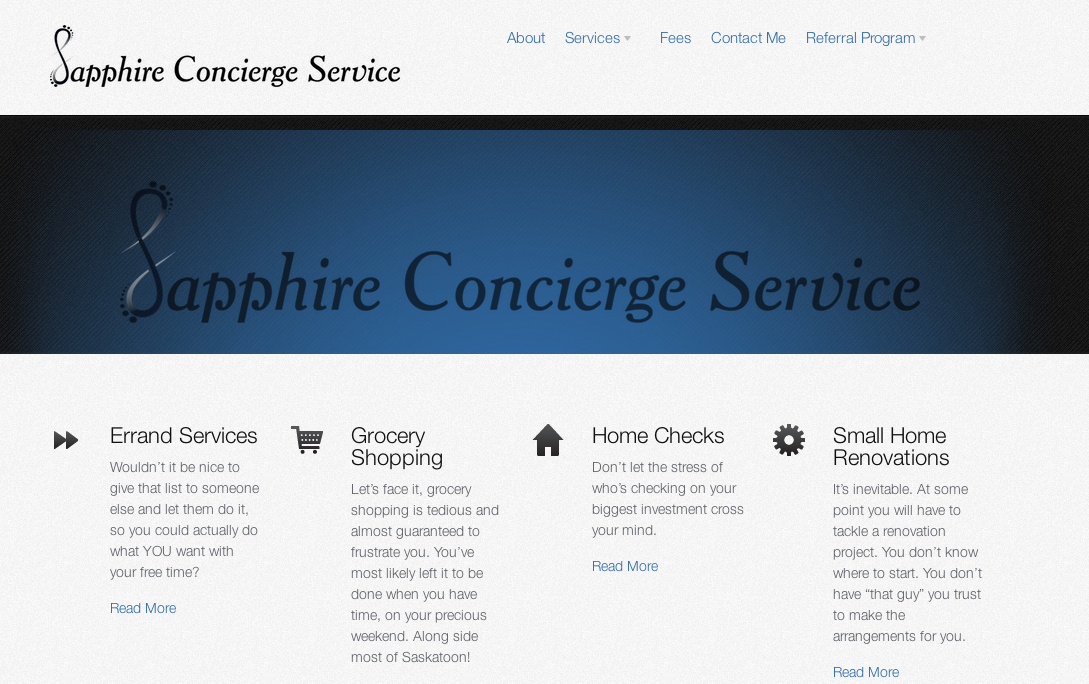 Sapphire Concierge Service
About Services Fees Contact Me Referral Program
Sapphire Concierge Service
Errand Services
Wouldn’t it be nice to
give that list to someone
else and let them do it,
so you could actually do
what YOU want with
your free time?
Read More
Grocery
Shopping
Let’s face it, grocery
shopping is tedious and
almost guaranteed to
frustrate you. You’ve
most likely left it to be
done when you have
time, on your precious
weekend. Along side
most of Saskatoon!
Home Checks
Don’t let the stress of
who’s checking on your
biggest investment cross
your mind.
Read More
Small Home
Renovations
It’s inevitable. At some
point you will have to
tackle a renovation
project. You don’t know
where to start. You don’t
have “that guy” you trust
to make the
arrangements for you.
Read More